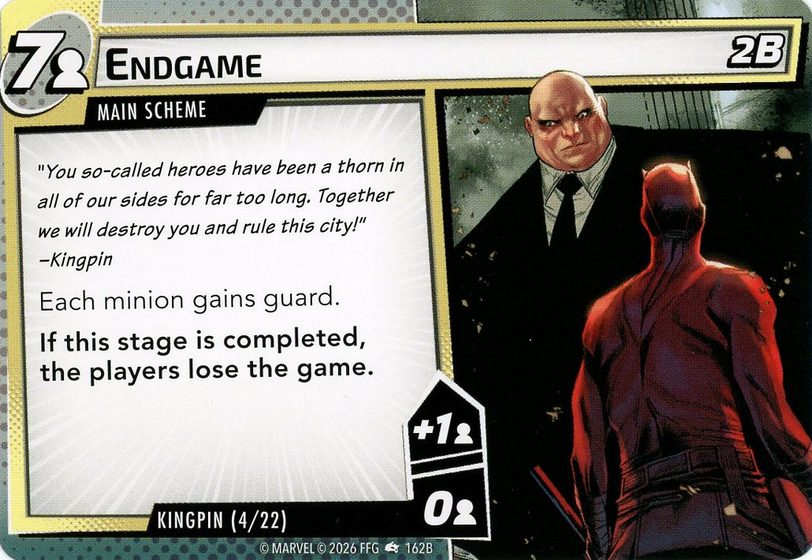 7 ENDGAME 2B
MAIN SCHEME
"You so-called heroes have been a thorn in
all of our sides for far too long. Together
we will destroy you and rule this city!"
–Kingpin
Each minion gains guard.
If this stage is completed,
the players lose the game.
+1
0
KINGPIN (4/22)
© MARVEL © 2026 FFG 162B